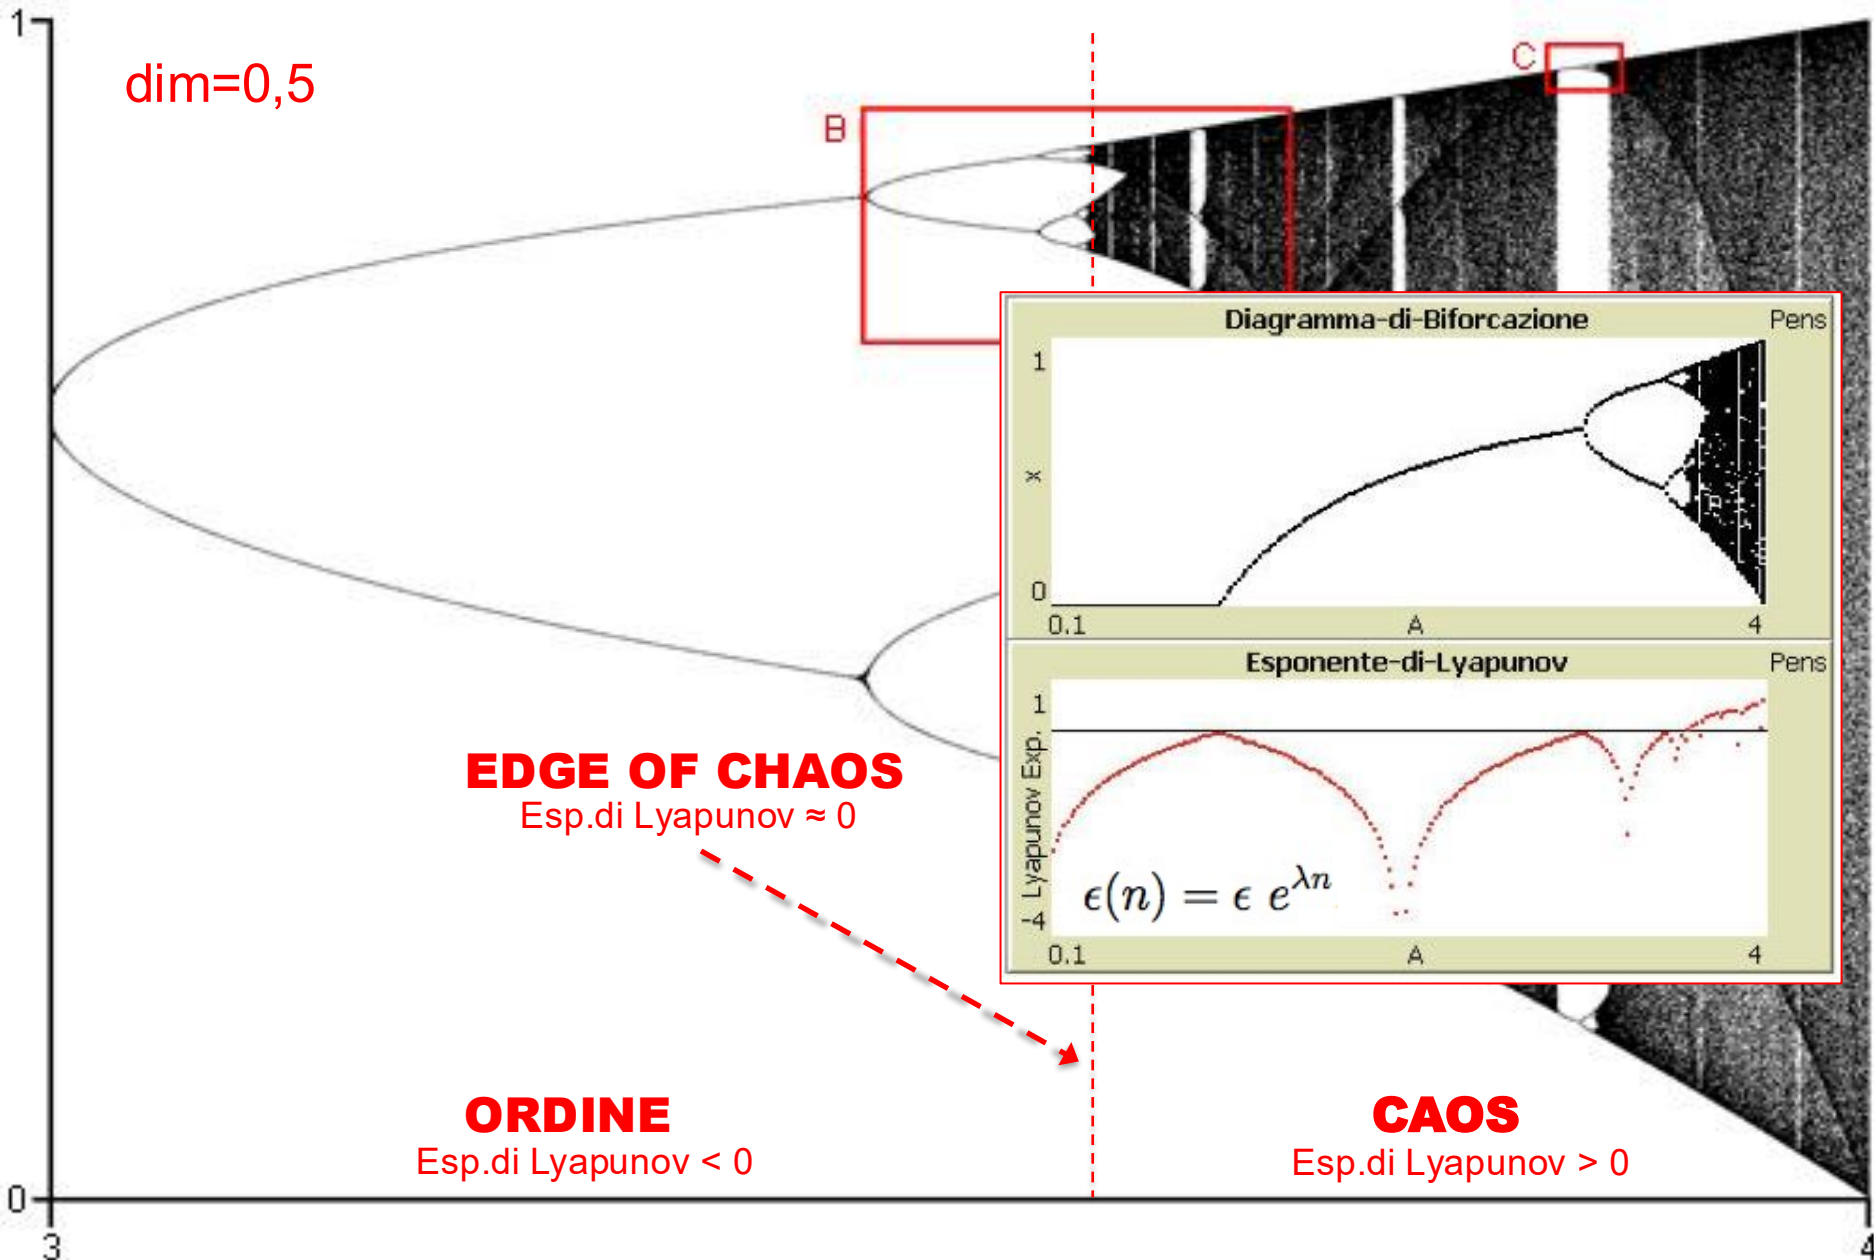 1
dim=0,5
B
C
Diagramma-di-Biforcazione
Pens
1
x
0
0.1
A
4
Esponente-di-Lyapunov
Pens
1
Lyapunov Exp.
-4
ϵ(n) = ϵ e^{λn}
0.1
A
4
EDGE OF CHAOS
Esp.di Lyapunov ≈ 0
ORDINE
Esp.di Lyapunov < 0
CAOS
Esp.di Lyapunov > 0
0
3
4